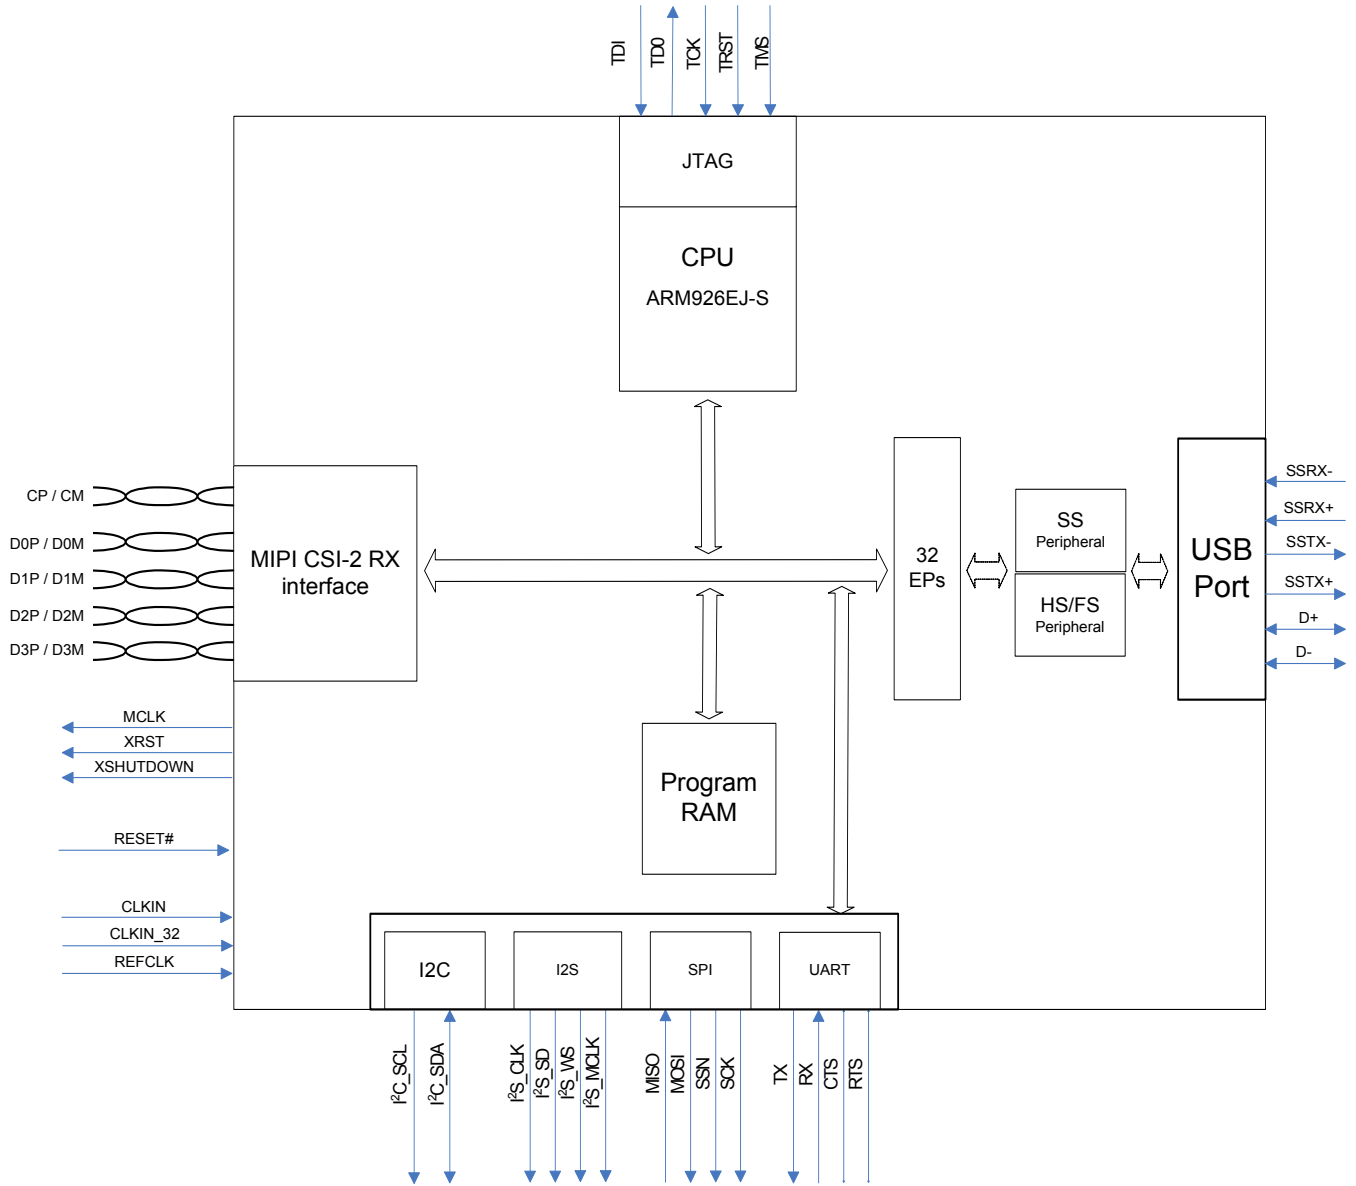 TDI
TD0
TCK
TRST
TMS
JTAG
CPU
ARM926EJ-S
CP / CM
D0P / D0M
D1P / D1M
D2P / D2M
D3P / D3M
MIPI CSI-2 RX
interface
32
EPs
SS
Peripheral
HS/FS
Peripheral
USB
Port
SSRX-
SSRX+
SSTX-
SSTX+
D+
D-
MCLK
XRST
XSHUTDOWN
RESET#
CLKIN
CLKIN_32
REFCLK
Program
RAM
I2C
I2S
SPI
UART
I²C_SCL
I²C_SDA
I²S_CLK
I²S_SD
I²S_WS
I²S_MCLK
MISO
MOSI
SSN
SCK
TX
RX
CTS
RTS